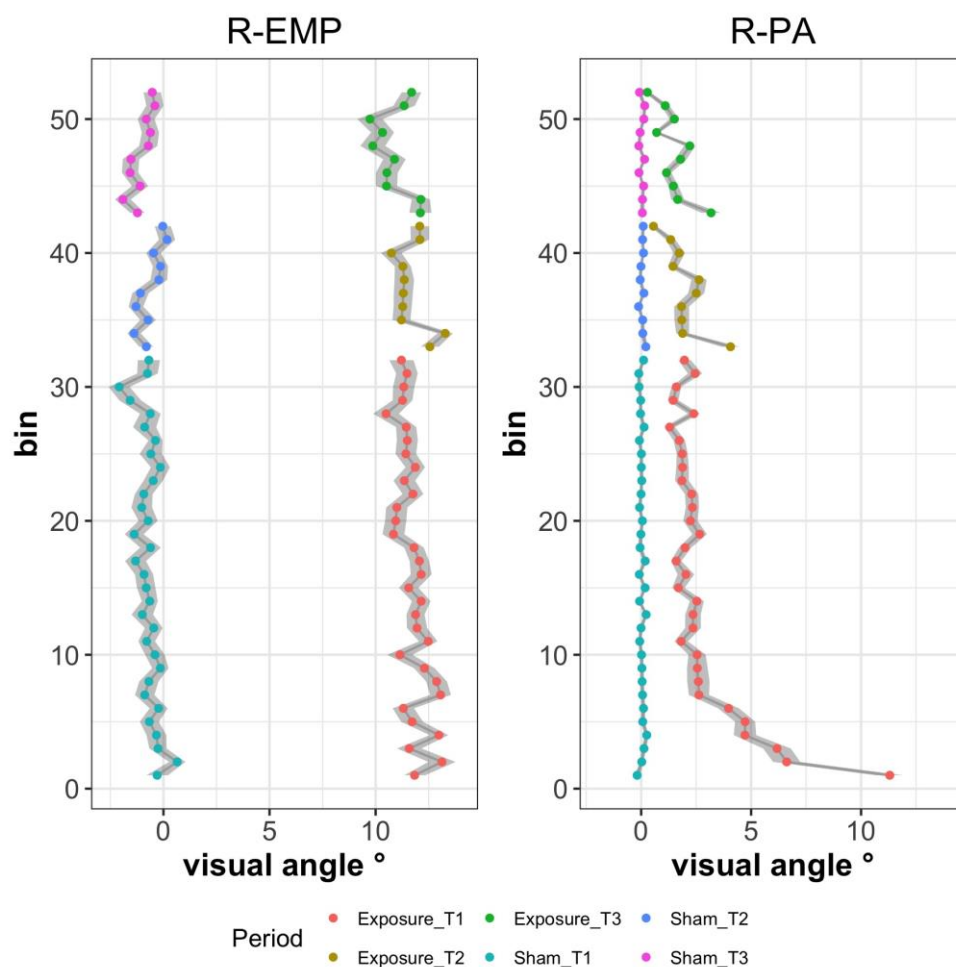 R-EMP
R-PA
50
40
30
20
10
0
bin
0 5 10
visual angle °
50
40
30
20
10
0
bin
0 5 10
visual angle °
Period
Exposure_T1 Exposure_T3 Sham_T2
Exposure_T2 Sham_T1 Sham_T3